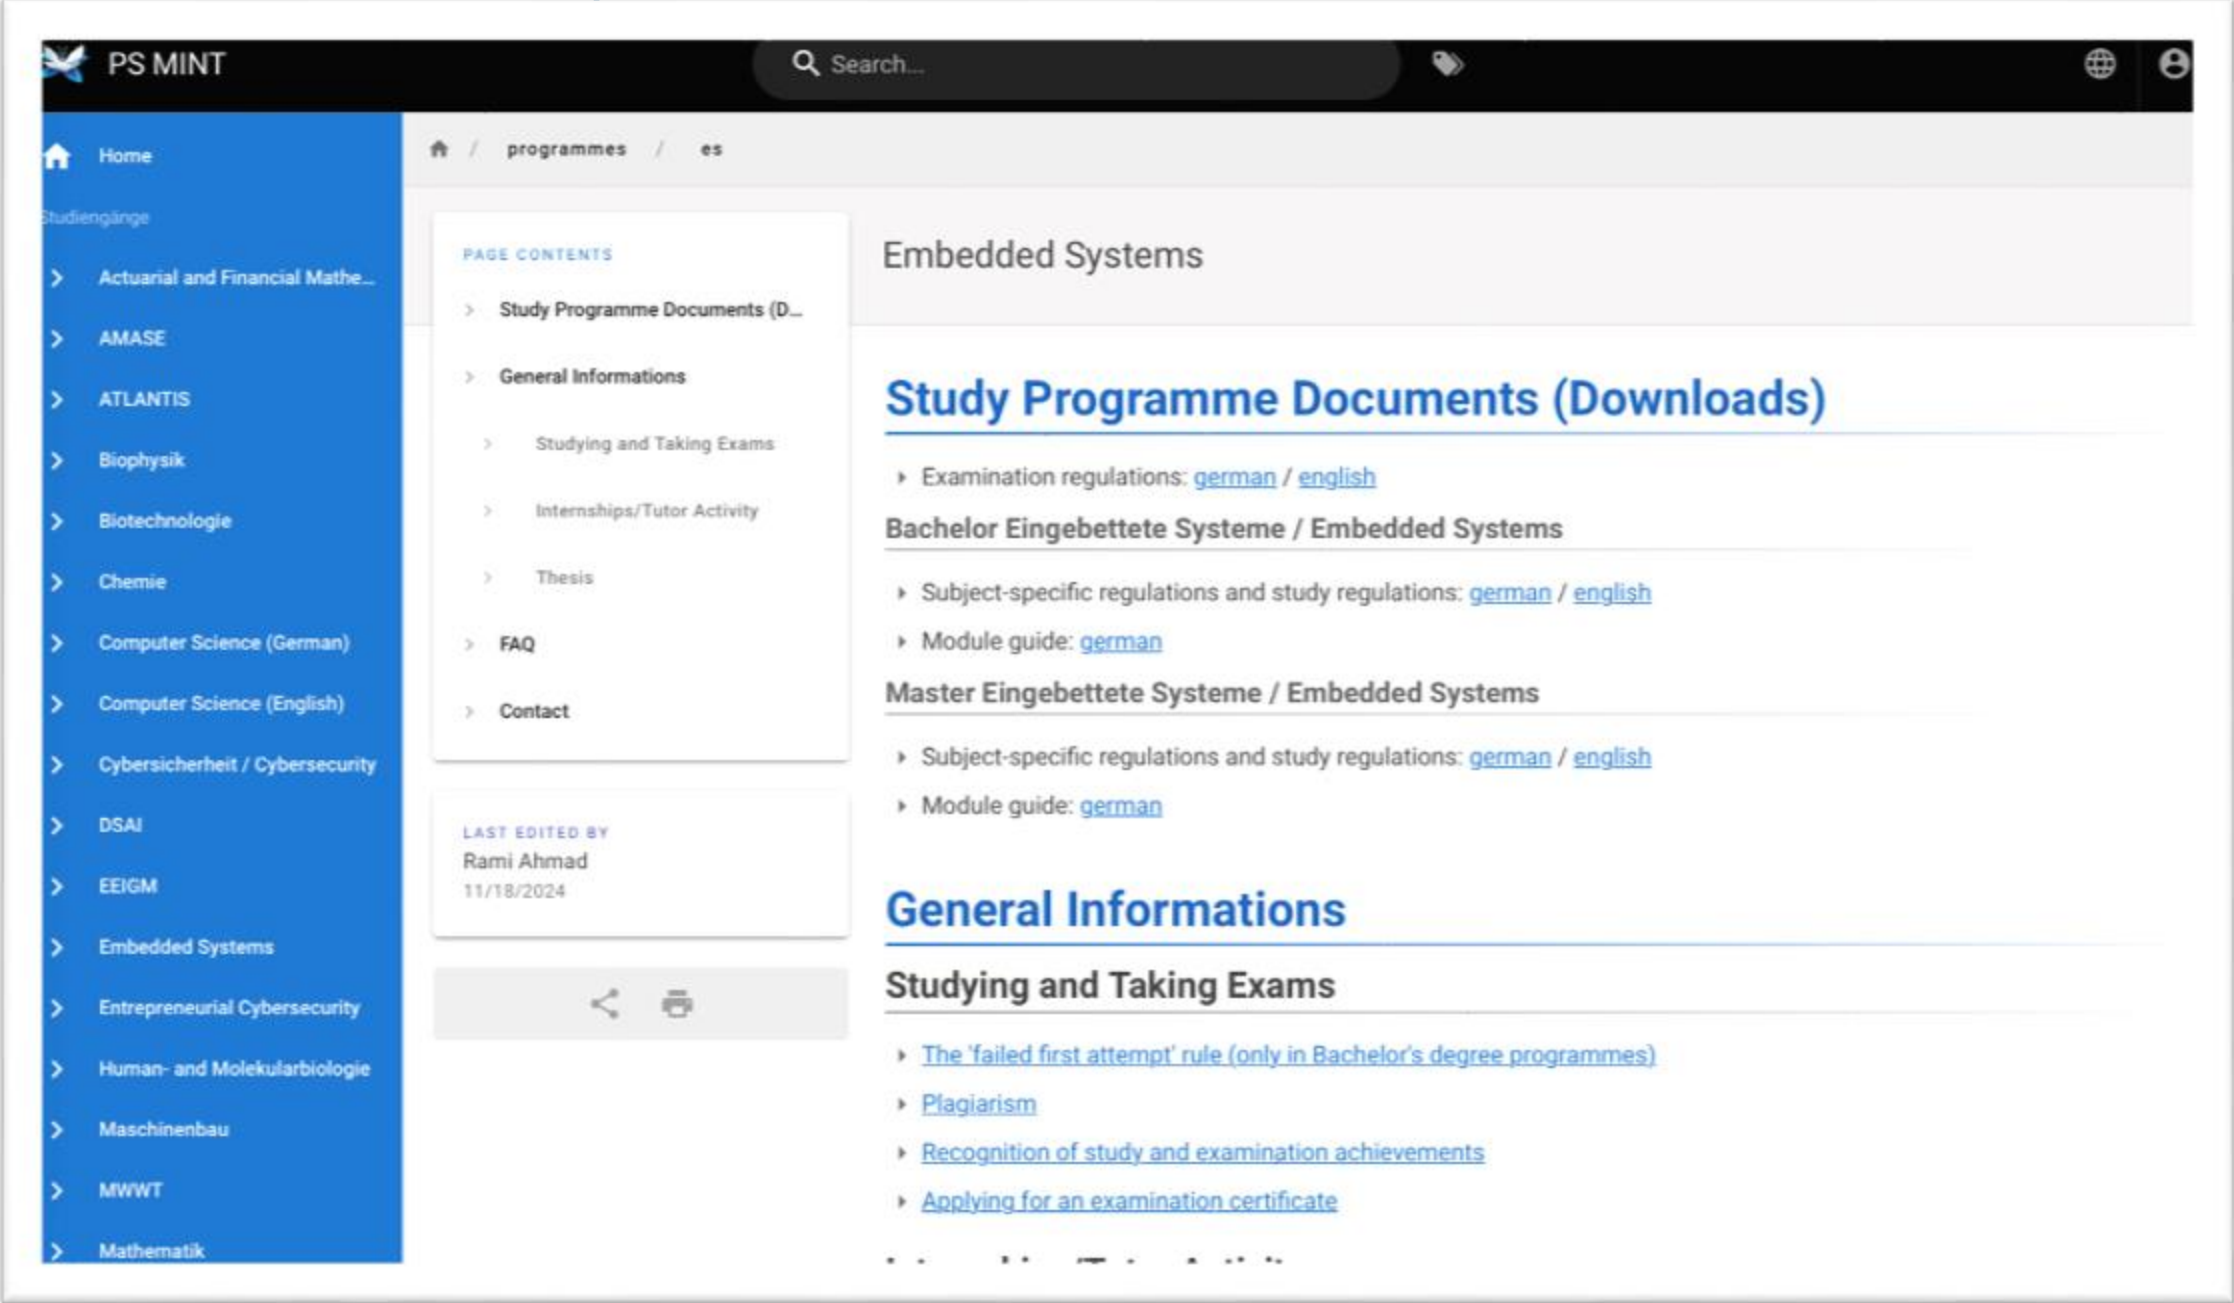 PS MINT
Search...
Home
Studiengänge
Actuarial and Financial Mathe...
AMASE
ATLANTIS
Biophysik
Biotechnologie
Chemie
Computer Science (German)
Computer Science (English)
Cybersicherheit / Cybersecurity
DSAI
EEIGM
Embedded Systems
Entrepreneurial Cybersecurity
Human- and Molekularbiologie
Maschinenbau
MWWT
Mathematik
/ programmes / es
PAGE CONTENTS
Study Programme Documents (D...
General Informations
Studying and Taking Exams
Internships/Tutor Activity
Thesis
FAQ
Contact
LAST EDITED BY
Rami Ahmad
11/18/2024
Embedded Systems
Study Programme Documents (Downloads)
Examination regulations: german / english
Bachelor Eingebettete Systeme / Embedded Systems
Subject-specific regulations and study regulations: german / english
Module guide: german
Master Eingebettete Systeme / Embedded Systems
Subject-specific regulations and study regulations: german / english
Module guide: german
General Informations
Studying and Taking Exams
The 'failed first attempt' rule (only in Bachelor's degree programmes)
Plagiarism
Recognition of study and examination achievements
Applying for an examination certificate